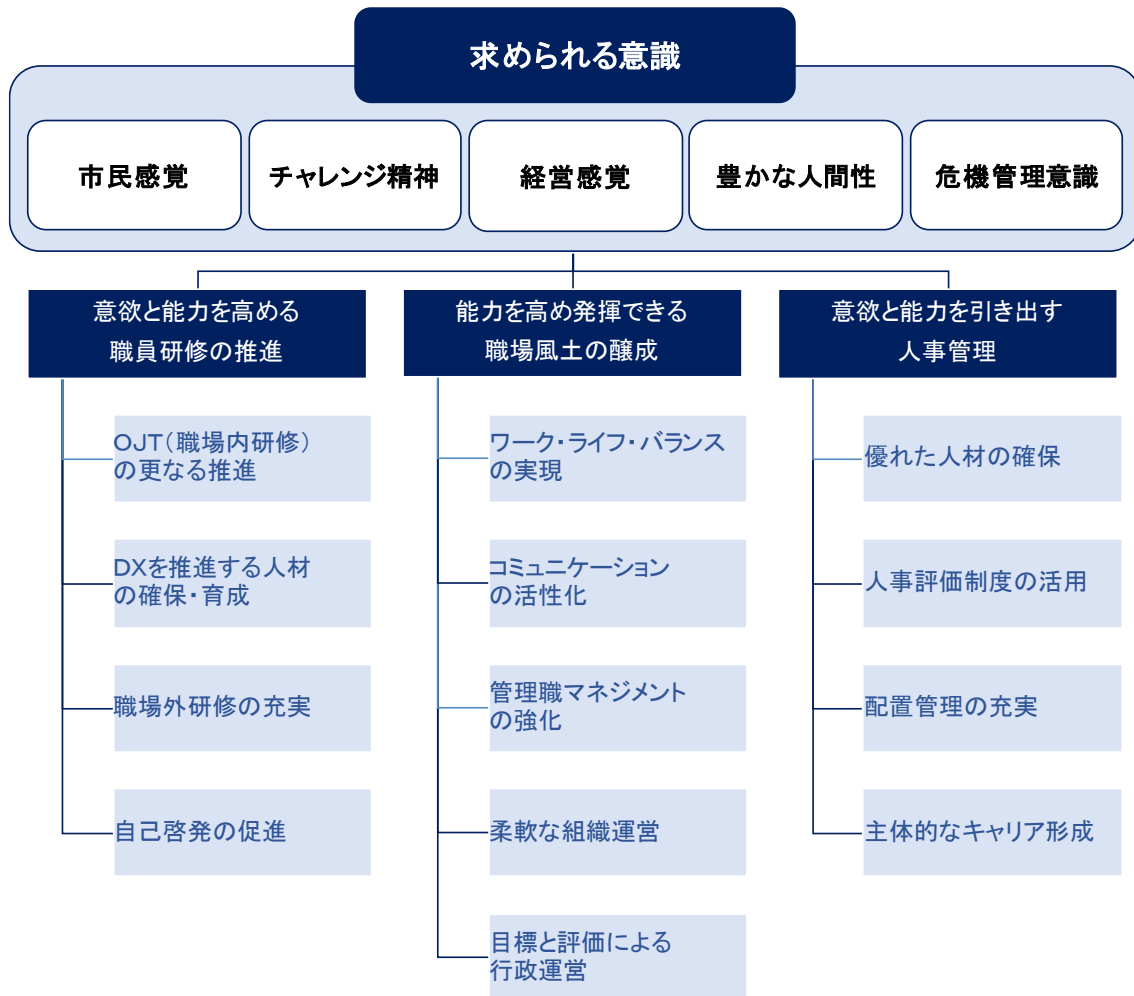 求められる意識
市民感覚
チャレンジ精神
経営感覚
豊かな人間性
危機管理意識
意欲と能力を高める
職員研修の推進
OJT(職場内研修)
の更なる推進
DXを推進する人材
の確保・育成
職場外研修の充実
自己啓発の促進
能力を高め発揮できる
職場風土の醸成
ワーク・ライフ・バランス
の実現
コミュニケーション
の活性化
管理職マネジメント
の強化
柔軟な組織運営
目標と評価による
行政運営
意欲と能力を引き出す
人事管理
優れた人材の確保
人事評価制度の活用
配置管理の充実
主体的なキャリア形成